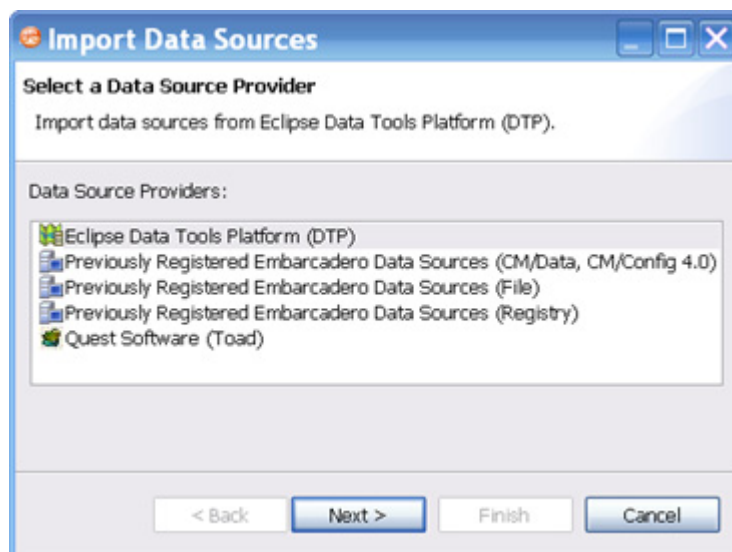 Import Data Sources
Select a Data Source Provider
Import data sources from Eclipse Data Tools Platform (DTP).
Data Source Providers:
Eclipse Data Tools Platform (DTP)
Previously Registered Embarcadero Data Sources (CM/Data, CM/Config 4.0)
Previously Registered Embarcadero Data Sources (File)
Previously Registered Embarcadero Data Sources (Registry)
Quest Software (Toad)
< Back Next > Finish Cancel